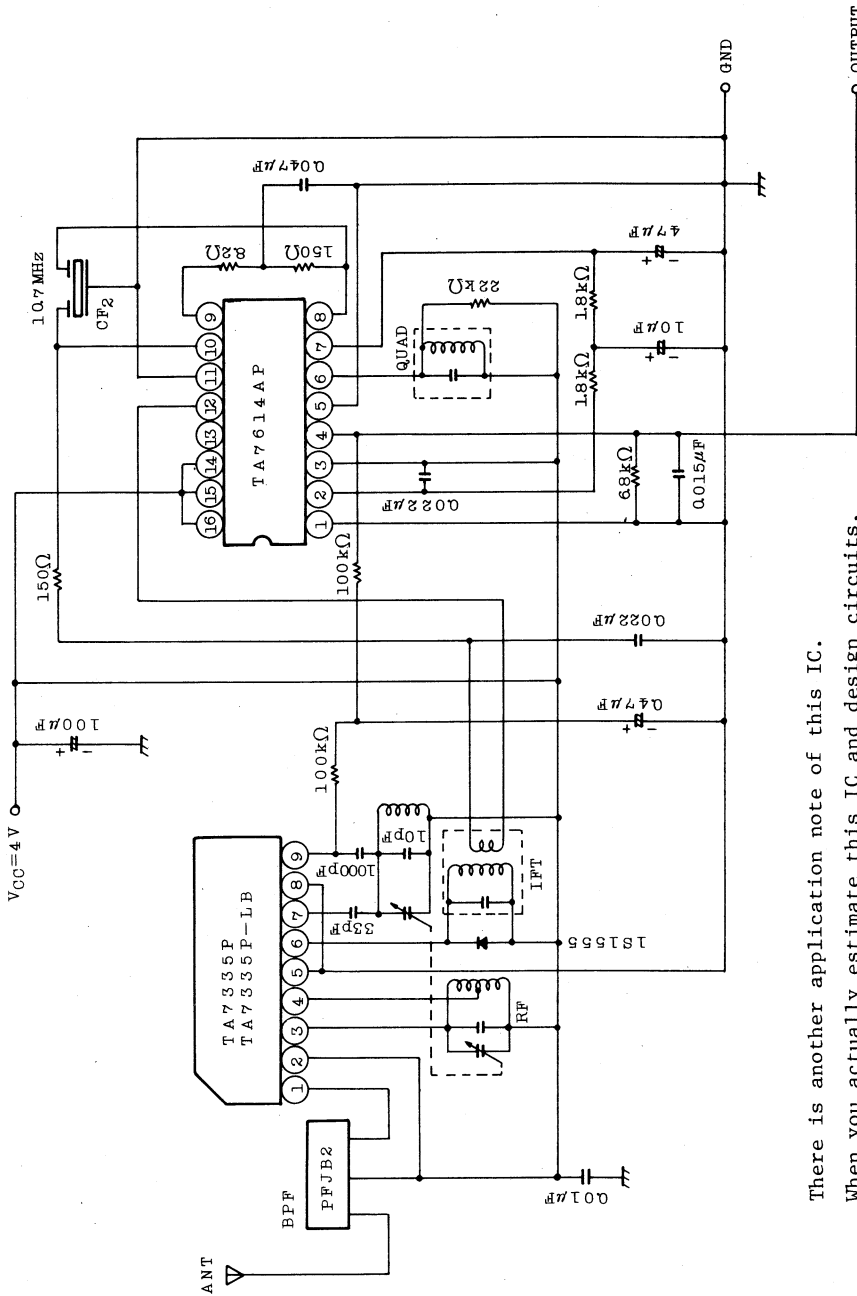 VCC=4V
100μF
+
-
150Ω
10.7MHz
CF2
ANT
BPF
PFJB2
TA7335P
TA7335P-LB
1
2
3
4
5
6
7
8
9
TA7614AP
16
15
14
13
12
11
10
9
1
2
3
4
5
6
7
8
8.2Ω
150Ω
0.047μF
100kΩ
100kΩ
1000pF
33pF
10pF
IFT
1S1555
RF
0.01μF
0.47μF
+
-
0.022μF
0.022μF
QUAD
22kΩ
1.8kΩ
1.8kΩ
10μF
+
-
47μF
+
-
6.8kΩ
0.015μF
GND
OUTPUT
There is another application note of this IC.
When you actually estimate this IC and design circuits,